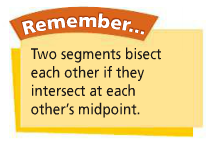 Remember...
Two segments bisect
each other if they
intersect at each
other's midpoint.